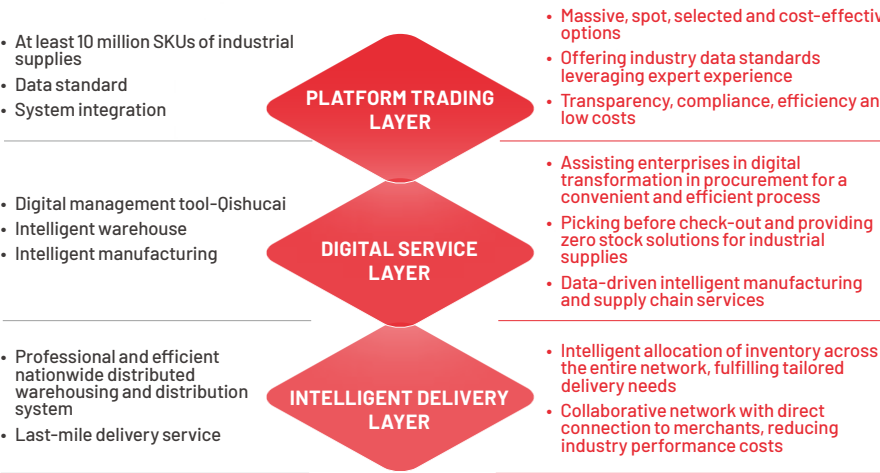 • At least 10 million SKUs of industrial
supplies
• Data standard
• System integration
PLATFORM TRADING
LAYER
• Massive, spot, selected and cost-effectiv
options
• Offering industry data standards
leveraging expert experience
• Transparency, compliance, efficiency an
low costs
• Digital management tool-Qishucai
• Intelligent warehouse
• Intelligent manufacturing
DIGITAL SERVICE
LAYER
• Assisting enterprises in digital
transformation in procurement for a
convenient and efficient process
• Picking before check-out and providing
zero stock solutions for industrial
supplies
• Data-driven intelligent manufacturing
and supply chain services
• Professional and efficient
nationwide distributed
warehousing and distribution
system
• Last-mile delivery service
INTELLIGENT DELIVERY
LAYER
• Intelligent allocation of inventory across
the entire network, fulfilling tailored
delivery needs
• Collaborative network with direct
connection to merchants, reducing
industry performance costs